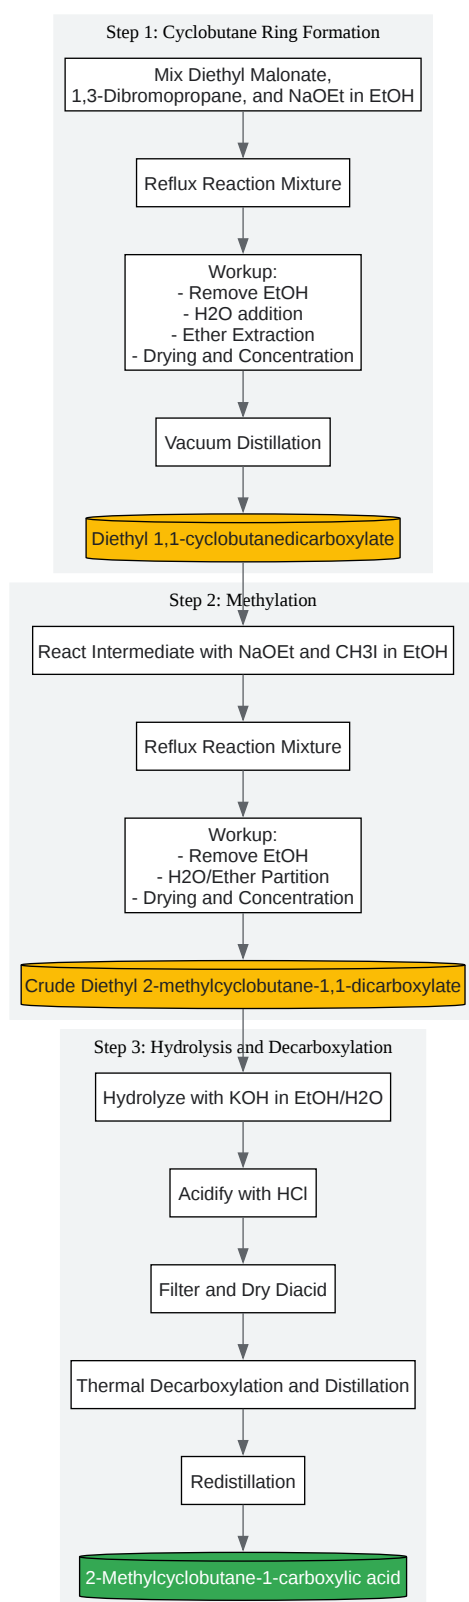 Step 1: Cyclobutane Ring Formation
Mix Diethyl Malonate,
1,3-Dibromopropane, and NaOEt in EtOH
Reflux Reaction Mixture
Workup:
- Remove EtOH
- H2O addition
- Ether Extraction
- Drying and Concentration
Vacuum Distillation
Diethyl 1,1-cyclobutanedicarboxylate
Step 2: Methylation
React Intermediate with NaOEt and CH3I in EtOH
Reflux Reaction Mixture
Workup:
- Remove EtOH
- H2O/Ether Partition
- Drying and Concentration
Crude Diethyl 2-methylcyclobutane-1,1-dicarboxylate
Step 3: Hydrolysis and Decarboxylation
Hydrolyze with KOH in EtOH/H2O
Acidify with HCl
Filter and Dry Diacid
Thermal Decarboxylation and Distillation
Redistillation
2-Methylcyclobutane-1-carboxylic acid